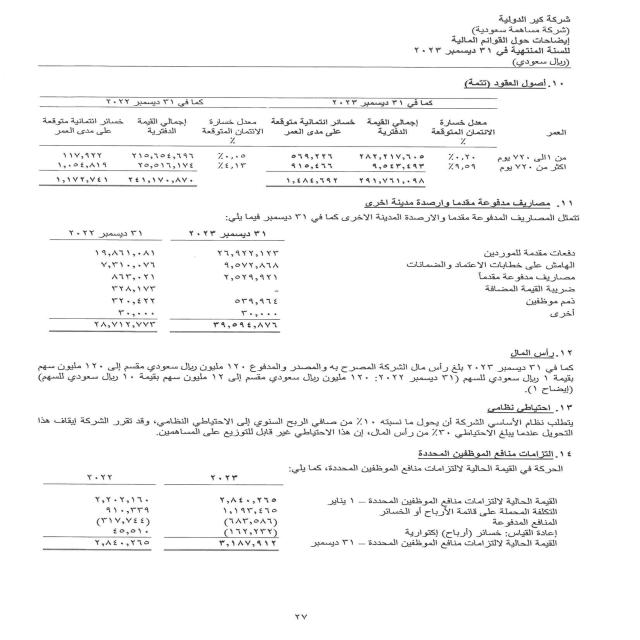 شركة كير الدولية
(شركة مساهمة سعودية)
إيضاحات حول القوائم المالية
للسنة المنتهية في ٣١ ديسمبر ٢٠٢٣
(ريال سعودي)
١٠. أصول العقود (تتمة)
كما في ٣١ ديسمبر ٢٠٢٣ كما في ٣١ ديسمبر ٢٠٢٢
العمر معدل خسارة الائتمان المتوقعة ٪ إجمالي القيمة الدفترية خسائر ائتمانية متوقعة على مدى العمر معدل خسارة الائتمان المتوقعة ٪ إجمالي القيمة الدفترية خسائر ائتمانية متوقعة على مدى العمر
من ١ الى ٧٢٠ يوم ٠,٢٠٪ ٢٨٢,٢١٧,٦٠٥ ٥٦٩,٢٢٦ ٠,٠٥٪ ٢١٥,٦٥٤,٦٩٦ ١١٧,٩٢٢
اكثر من ٧٢٠ يوم ٩,٥٩٪ ٩,٥٤٣,٤٩٣ ٩١٥,٤٦٦ ٤,١٣٪ ٢٥,٥١٦,١٧٤ ١,٠٥٤,٨١٩
٢٩١,٧٦١,٠٩٨ ١,٤٨٤,٦٩٢ ٢٤١,١٧٠,٨٧٠ ١,١٧٢,٧٤١
١١. مصاريف مدفوعة مقدما وارصدة مدينة اخرى
تتمثل المصاريف المدفوعة مقدما والارصدة المدينة الاخرى كما في ٣١ ديسمبر فيما يلي:
٣١ ديسمبر ٢٠٢٣ ٣١ ديسمبر ٢٠٢٢
دفعات مقدمة للموردين ٢٦,٩٢٢,١٢٣ ١٩,٨٦١,٠٨١
الهامش على خطابات الاعتماد والضمانات ٩,٥٧٢,٨٦٨ ٧,٣١٠,٠٧٦
مصاريف مدفوعة مقدماً ٢,٥٢٩,٩٢١ ٨٦٣,٠٢١
ضريبة القيمة المضافة - ٣٢٨,١٧٣
ذمم موظفين ٥٣٩,٩٦٤ ٣٢٠,٤٢٢
أخرى ٣٠,٠٠٠ ٣٠,٠٠٠
٣٩,٥٩٤,٨٧٦ ٢٨,٧١٢,٧٧٣
١٢. رأس المال
كما في ٣١ ديسمبر ٢٠٢٣ بلغ رأس مال الشركة المصرح به والمصدر والمدفوع ١٢٠ مليون ريال سعودي مقسم إلى ١٢٠ مليون سهم
بقيمة ١ ريال سعودي للسهم (٣١ ديسمبر ٢٠٢٢: ١٢٠ مليون ريال سعودي مقسم إلى ١٢ مليون سهم بقيمة ١٠ ريال سعودي للسهم)
(إيضاح ١).
١٣. إحتياطي نظامي
يتطلب نظام الأساسي الشركة أن يحول ما نسبته ١٠٪ من صافي الربح السنوي إلى الاحتياطي النظامي، وقد تقرر الشركة إيقاف هذا
التحويل عندما يبلغ الاحتياطي ٣٠٪ من رأس المال، إن هذا الاحتياطي غير قابل للتوزيع على المساهمين.
١٤. التزامات منافع الموظفين المحددة
الحركة في القيمة الحالية لالتزامات منافع الموظفين المحددة، كما يلي:
٢٠٢٣ ٢٠٢٢
القيمة الحالية لالتزامات منافع الموظفين المحددة – ١ يناير ٢,٨٤٠,٢٦٥ ٢,٢٠٢,١٦٠
التكلفة المحملة على قائمة الأرباح أو الخسائر ١,١٩٣,٤٦٥ ٩١٠,٣٣٩
المنافع المدفوعة (٦٨٣,٥٨٦) (٣١٧,٧٤٤)
إعادة القياس: خسائر (أرباح) إكتوارية (١٦٢,٢٣٢) ٤٥,٥١٠
القيمة الحالية لالتزامات منافع الموظفين المحددة – ٣١ ديسمبر ٣,١٨٧,٩١٢ ٢,٨٤٠,٢٦٥
٢٧